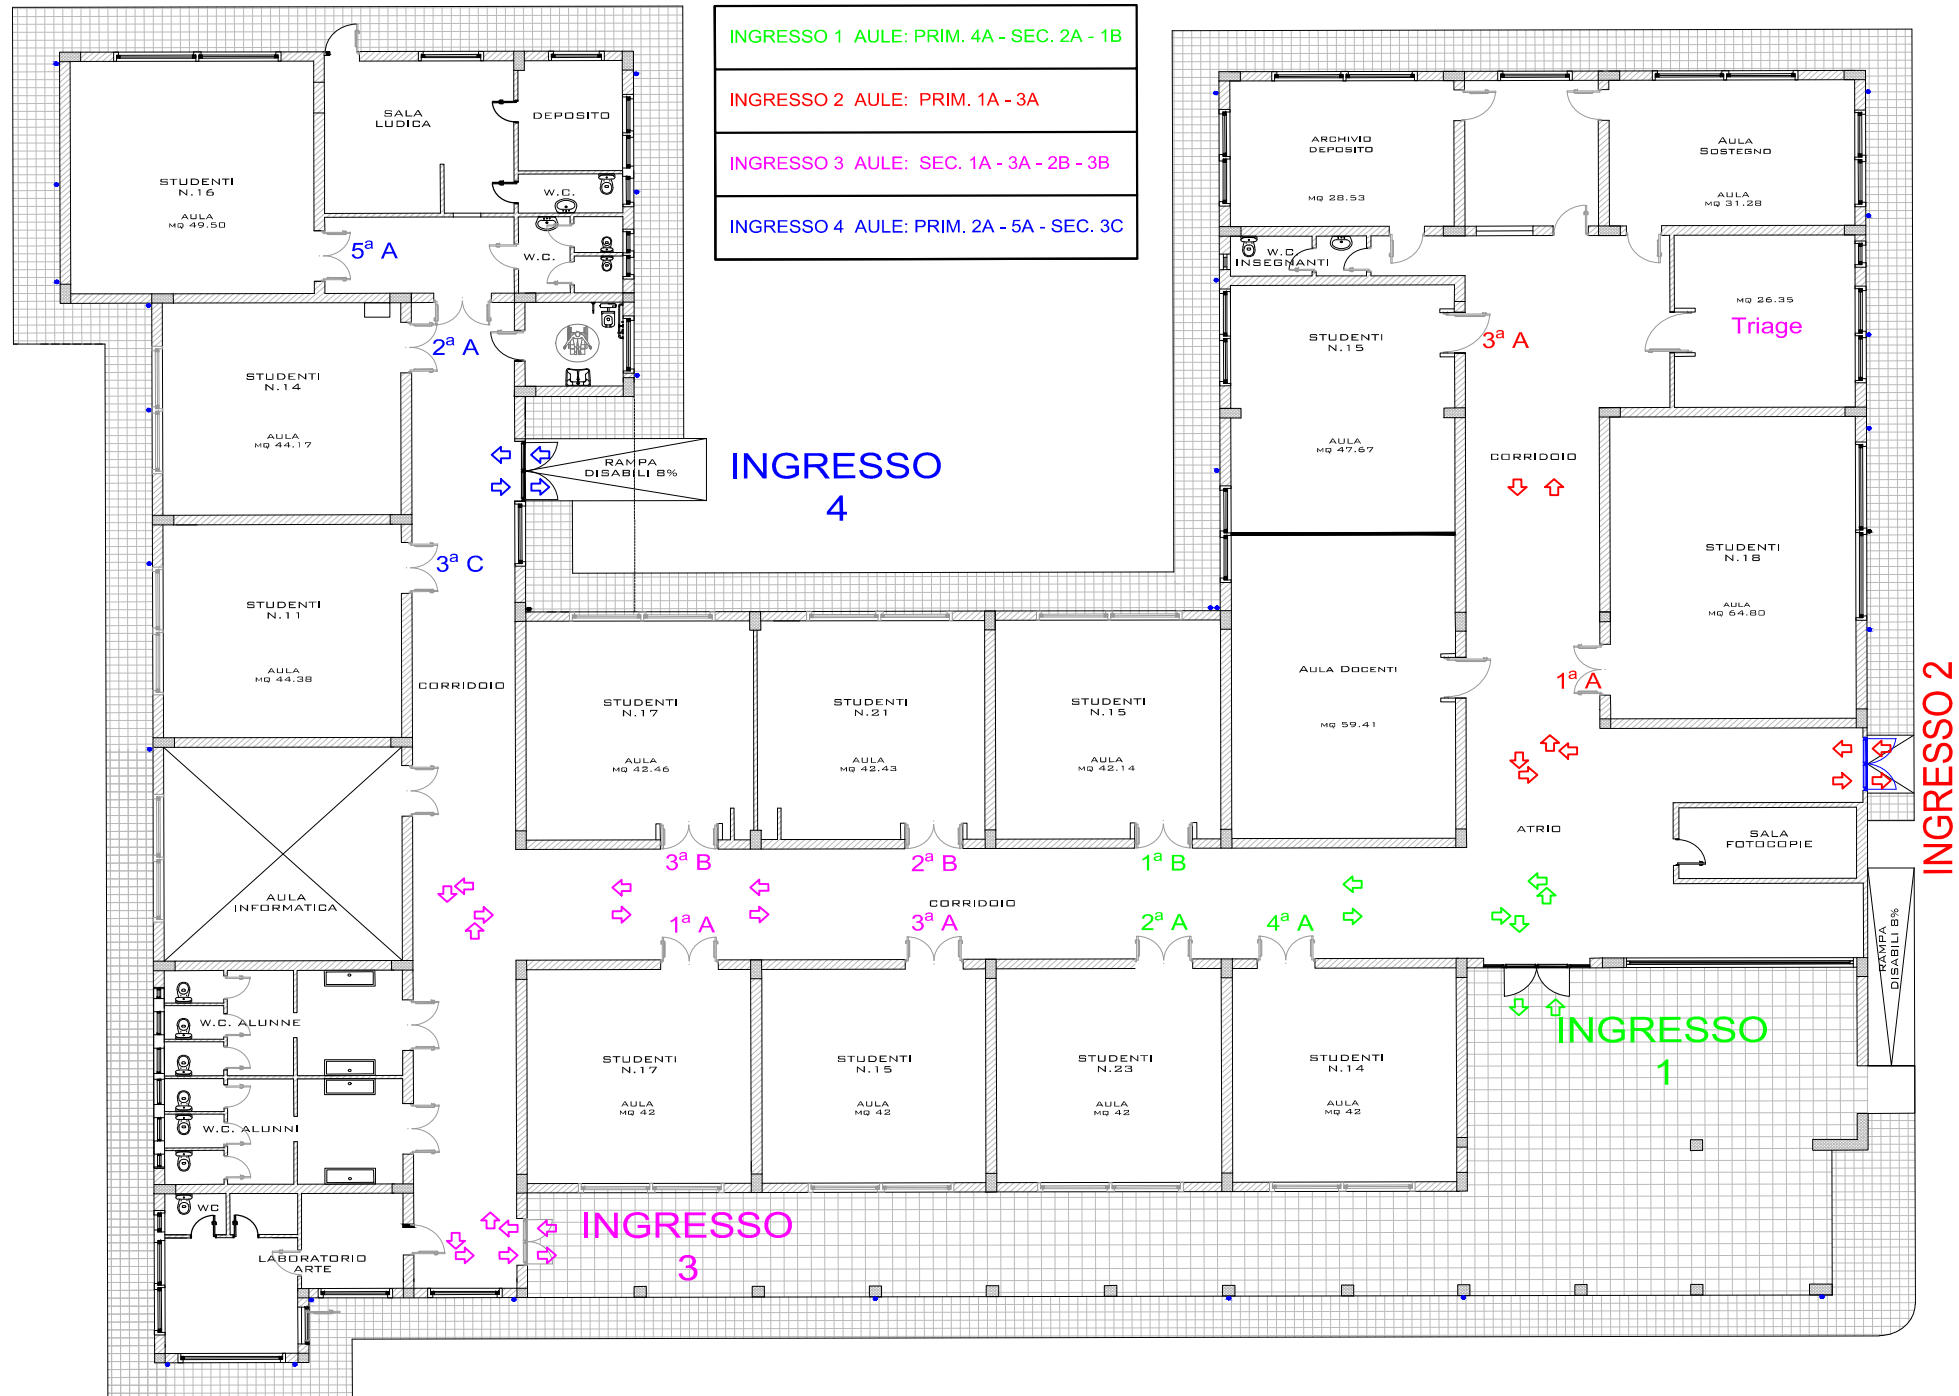 INGRESSO 1 AULE: PRIM. 4A - SEC. 2A - 1B
INGRESSO 2 AULE: PRIM. 1A - 3A
INGRESSO 3 AULE: SEC. 1A - 3A - 2B - 3B
INGRESSO 4 AULE: PRIM. 2A - 5A - SEC. 3C
STUDENTI
N.16
AULA
MQ 49.50
5ª A
SALA
LUDICA
DEPOSITO
W.C.
W.C.
2ª A
STUDENTI
N.14
AULA
MQ 44.17
RAMPA
DISABILI 8%
INGRESSO
4
3ª C
STUDENTI
N.11
AULA
MQ 44.38
CORRIDOIO
AULA
INFORMATICA
W.C. ALUNNE
W.C. ALUNNI
WC
LABORATORIO
ARTE
ARCHIVIO
DEPOSITO
MQ 28.53
AULA
SOSTEGNO
AULA
MQ 31.28
W.C.
INSEGNANTI
MQ 26.35
Triage
STUDENTI
N.15
AULA
MQ 47.67
3ª A
CORRIDOIO
STUDENTI
N.18
AULA
MQ 64.80
1ª A
AULA DOCENTI
MQ 59.41
INGRESSO 2
ATRIO
SALA
FOTOCOPIE
RAMPA
DISABILI 8%
STUDENTI
N.17
AULA
MQ 42.46
3ª B
STUDENTI
N.21
AULA
MQ 42.43
2ª B
STUDENTI
N.15
AULA
MQ 42.14
1ª B
CORRIDOIO
1ª A
3ª A
2ª A
4ª A
STUDENTI
N.17
AULA
MQ 42
STUDENTI
N.15
AULA
MQ 42
STUDENTI
N.23
AULA
MQ 42
STUDENTI
N.14
AULA
MQ 42
INGRESSO
1
INGRESSO
3